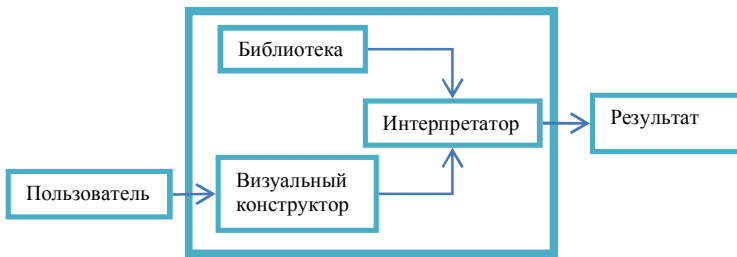 Библиотека
Интерпретатор
Результат
Пользователь
Визуальный
конструктор